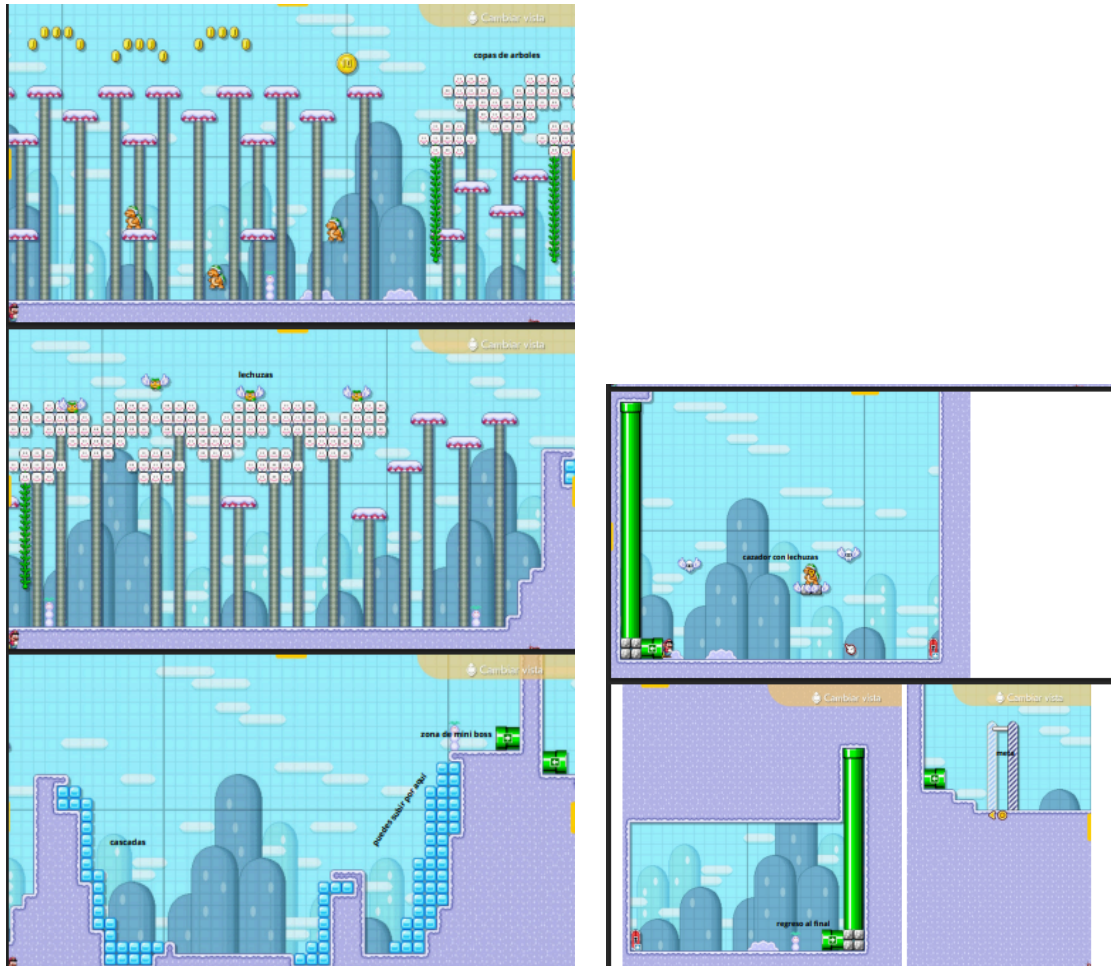 Cambiar vista
copas de arboles
10
Cambiar vista
lechuzas
Cambiar vista
zona de mini boss
puedes subir por aqui
cascadas
cazador con lechuzas
Cambiar vista
regreso al final
Cambiar vista
meta